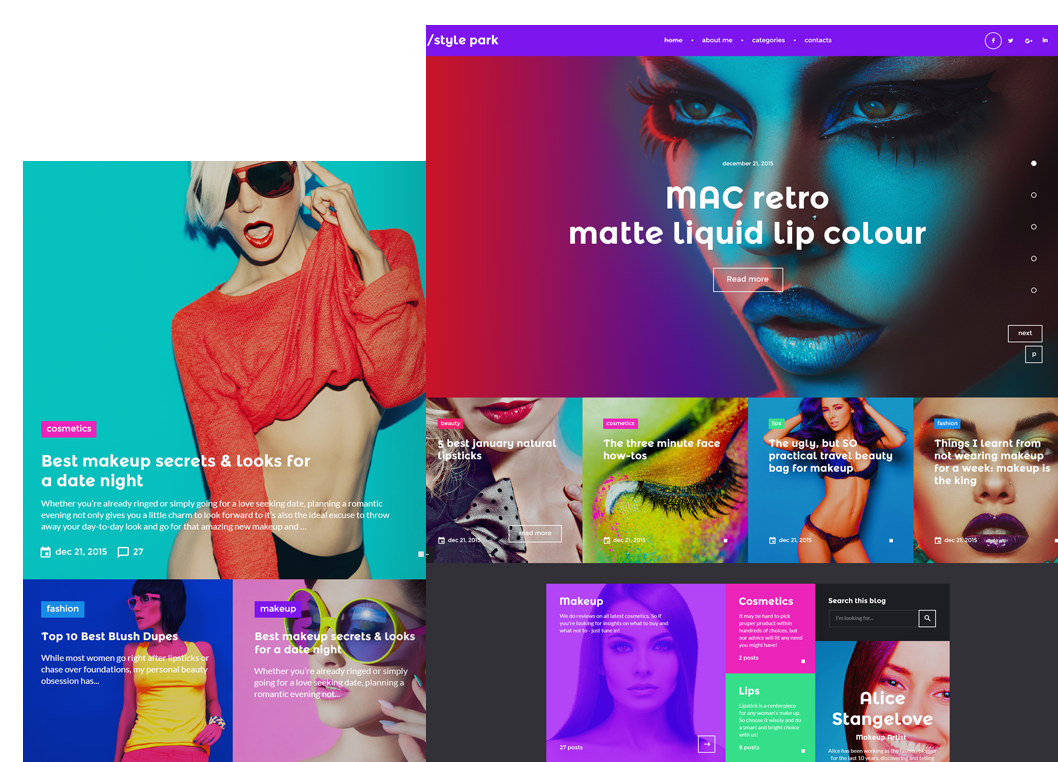 /style park
home • about me • categories • contacts
december 21, 2015
MAC retro
matte liquid lip colour
Read more
next
p
cosmetics
Best makeup secrets & looks for
a date night
Whether you're already ringed or simply going for a love seeking date, planning a romantic
evening not only gives you a little charm to look forward to it's also the ideal excuse to throw
away your day-to-day look and go for that amazing new makeup and ...
dec 21, 2015 27
fashion
Top 10 Best Blush Dupes
While most women go right after lipsticks or
chase over foundations, my personal beauty
obsession has...
makeup
Best makeup secrets & looks
for a date night
Whether you're already ringed or simply
going for a love seeking date, planning a
romantic evening not...
beauty
5 best january natural
lipsticks
dec 21, 2015
read more
cosmetics
The three minute face
how-tos
dec 21, 2015
lips
The ugly, but SO
practical travel beauty
bag for makeup
dec 21, 2015
fashion
Things I learnt from
not wearing makeup
for a week: makeup is
the king
dec 21, 2015
Makeup
We do reviews on all latest cosmetics. So if
you're looking for insights on what to buy and
what not to - just tune in!
27 posts
Cosmetics
It may be hard to pick
proper product within
hundreds of choices, but
our advice will fit any need
you might have!
2 posts
Lips
Lipstick is a centerpiece
for any woman's make up.
So choose it wisely and do
a smart and bright choice
with us!
8 posts
Search this blog
I'm looking for...
Alice
Stangelove
Makeup Artist
Alice has been working as the fashion blogger
for the last 10 years, discovering and telling